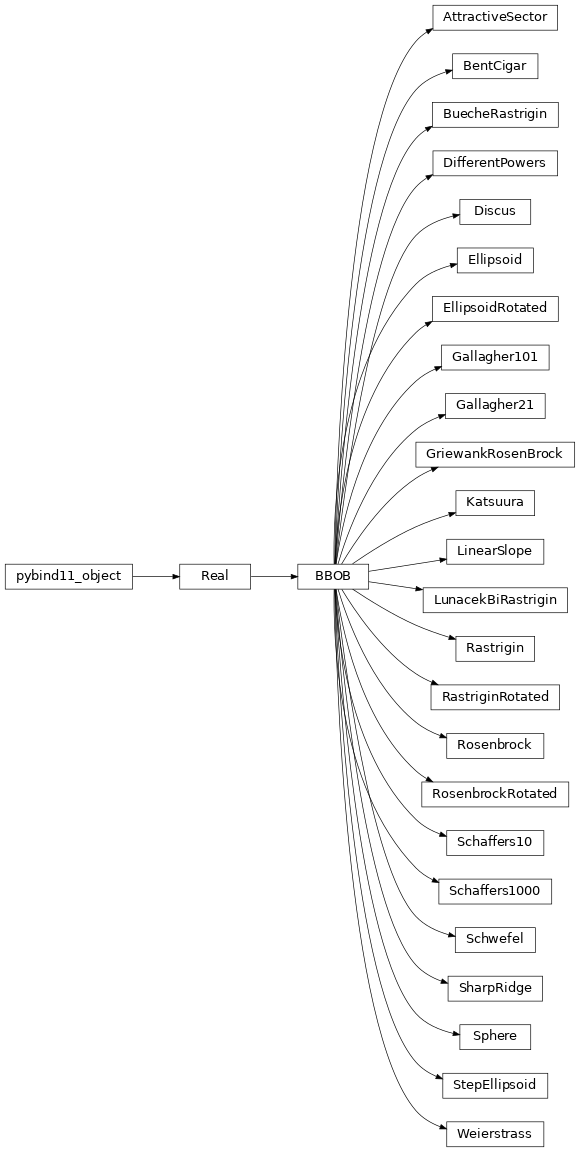 AttractiveSector
BentCigar
BuecheRastrigin
DifferentPowers
Discus
Ellipsoid
EllipsoidRotated
Gallagher101
Gallagher21
GriewankRosenBrock
Katsuura
LinearSlope
pybind11_object
Real
BBOB
LunacekBiRastrigin
Rastrigin
RastriginRotated
Rosenbrock
RosenbrockRotated
Schaffers10
Schaffers1000
Schwefel
SharpRidge
Sphere
StepEllipsoid
Weierstrass